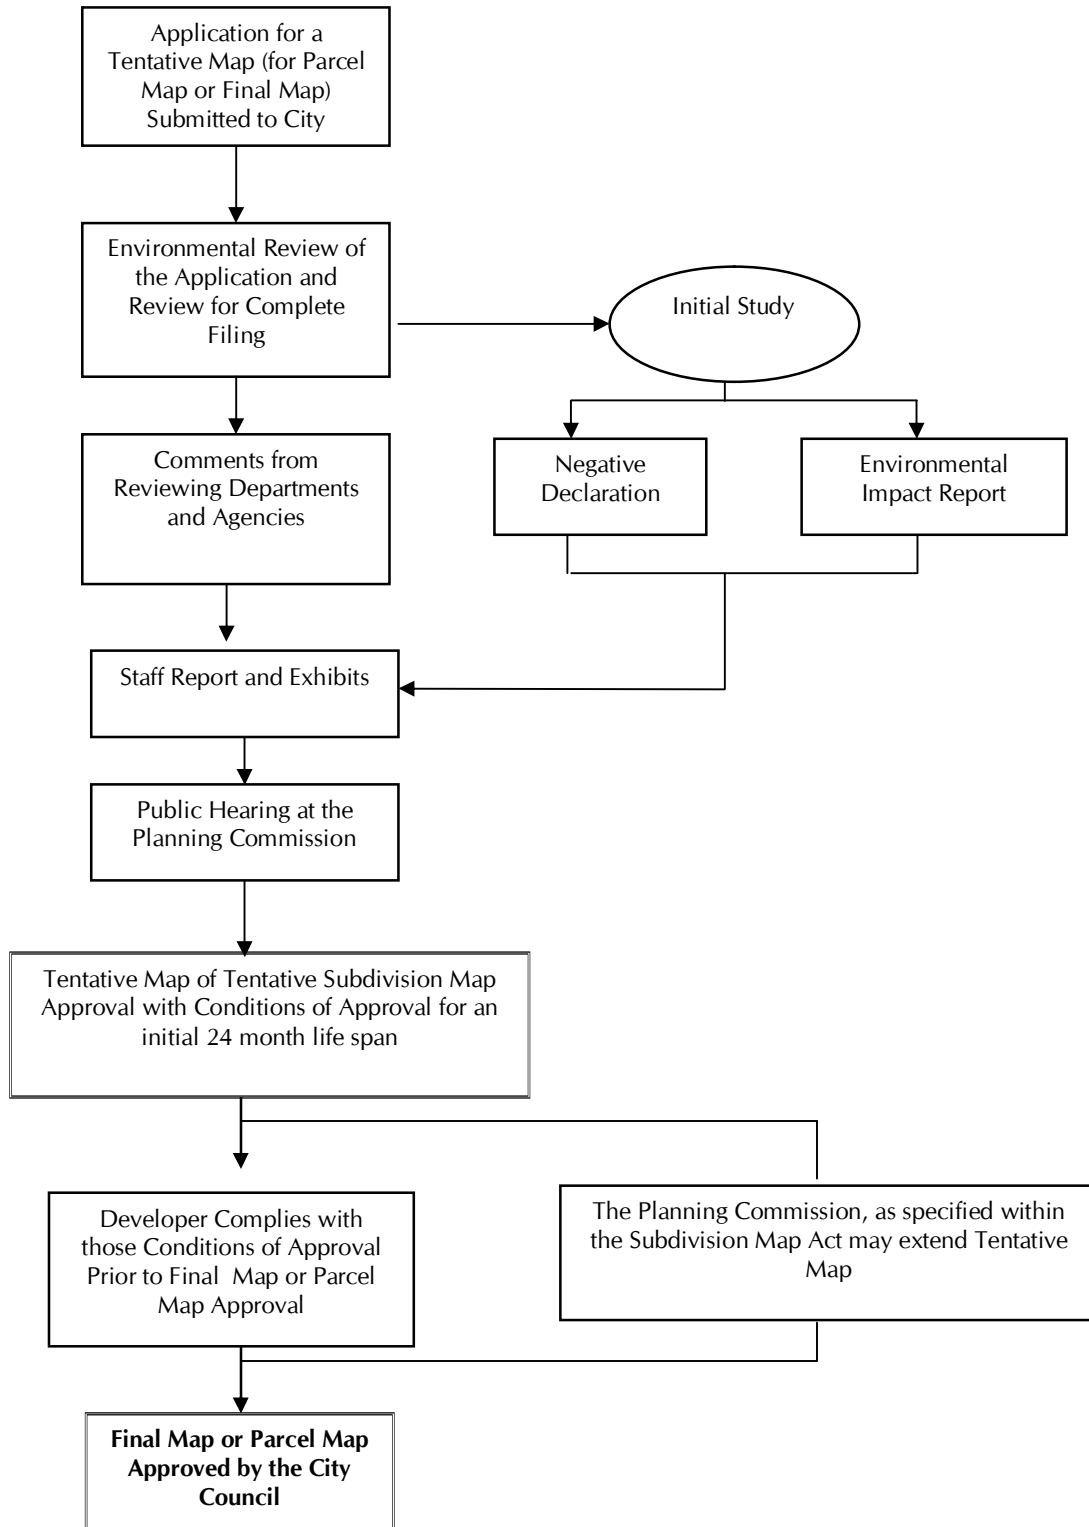 Application for a
Tentative Map (for Parcel
Map or Final Map)
Submitted to City
Environmental Review of
the Application and
Review for Complete
Filing
Initial Study
Comments from
Reviewing Departments
and Agencies
Negative
Declaration
Environmental
Impact Report
Staff Report and Exhibits
Public Hearing at the
Planning Commission
Tentative Map of Tentative Subdivision Map
Approval with Conditions of Approval for an
initial 24 month life span
Developer Complies with
those Conditions of Approval
Prior to Final Map or Parcel
Map Approval
The Planning Commission, as specified within
the Subdivision Map Act may extend Tentative
Map
Final Map or Parcel Map
Approved by the City
Council